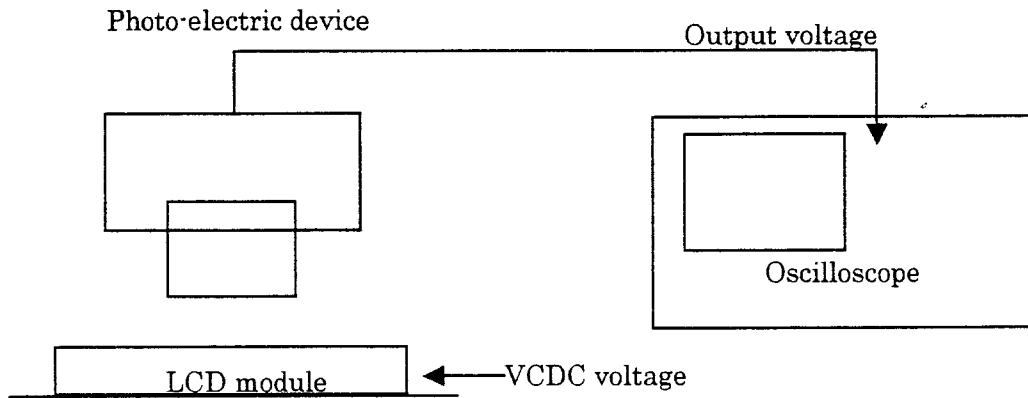 Photo-electric device
Output voltage
Oscilloscope
LCD module
VCDC voltage